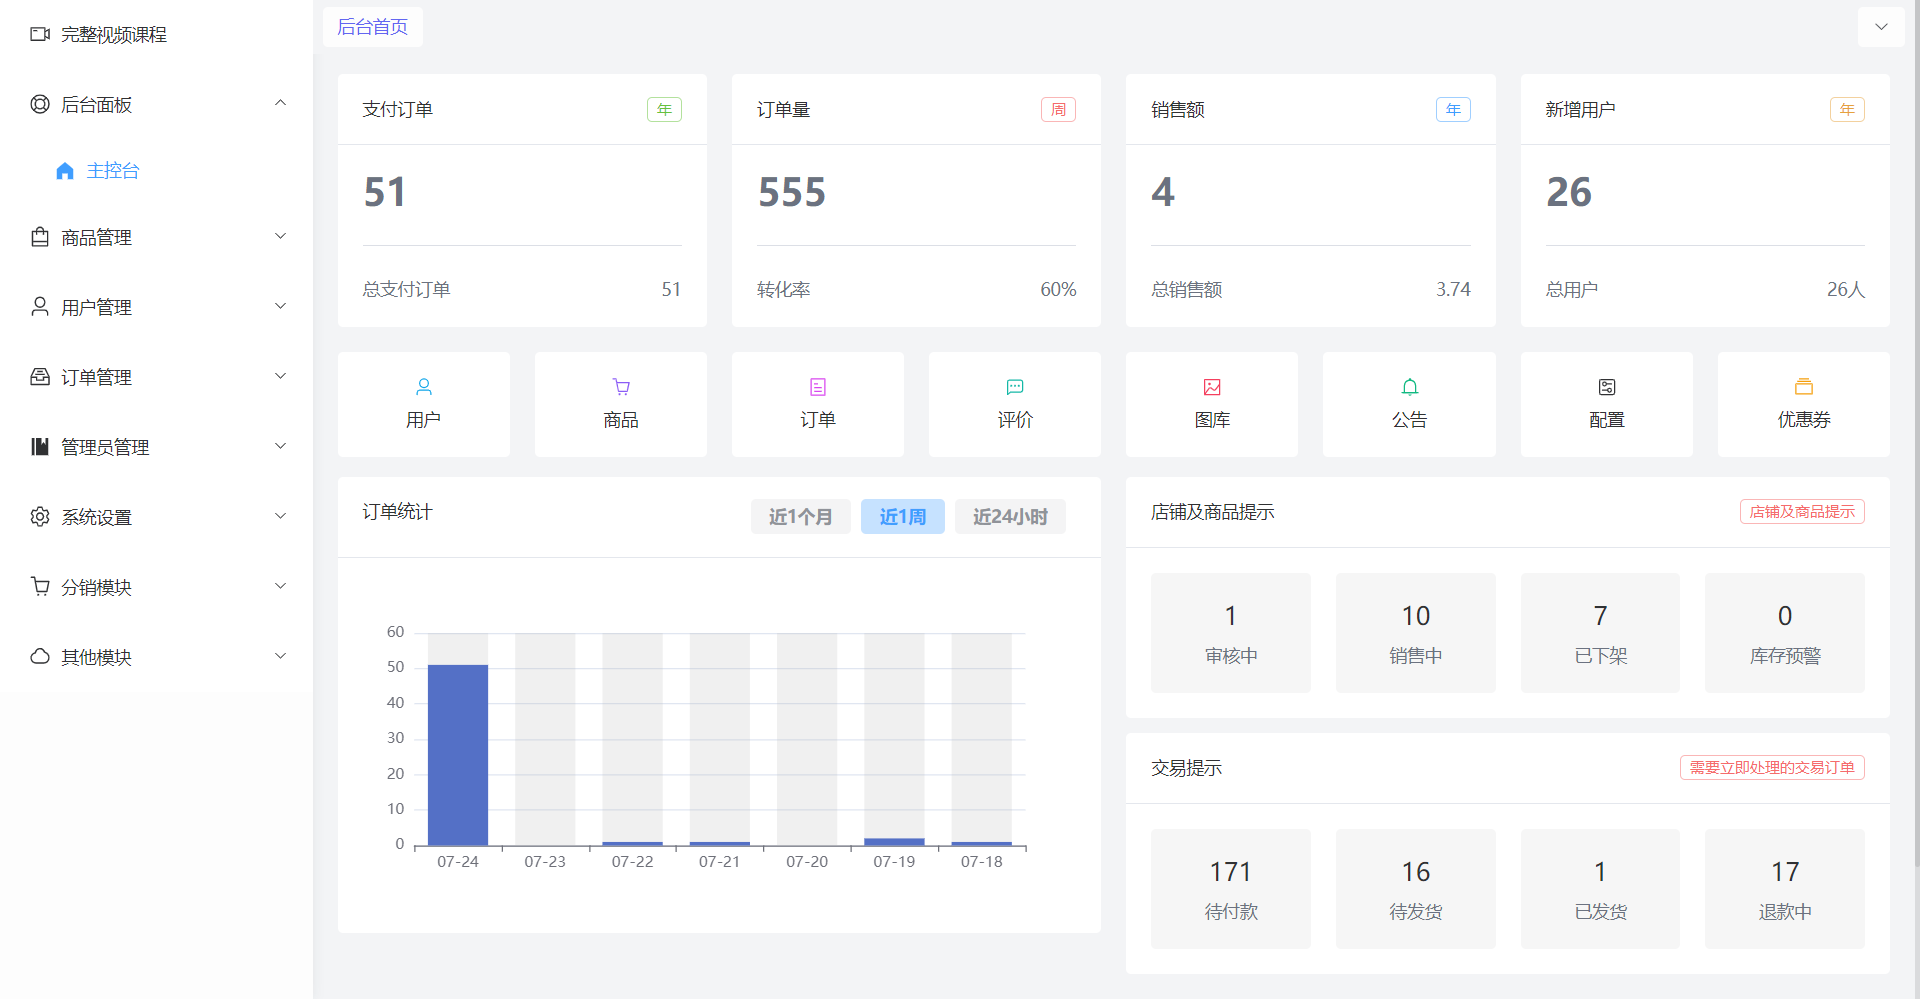 完整视频课程
后台面板
主控台
商品管理
用户管理
订单管理
管理员管理
系统设置
分销模块
其他模块
后台首页
支付订单
年
51
总支付订单
51
订单量
周
555
转化率
60%
销售额
年
4
总销售额
3.74
新增用户
年
26
总用户
26人
用户
商品
订单
评价
图库
公告
配置
优惠券
订单统计
近1个月
近1周
近24小时
60
50
40
30
20
10
0
07-24
07-23
07-22
07-21
07-20
07-19
07-18
店铺及商品提示
店铺及商品提示
1
审核中
10
销售中
7
已下架
0
库存预警
交易提示
需要立即处理的交易订单
171
待付款
16
待发货
1
已发货
17
退款中